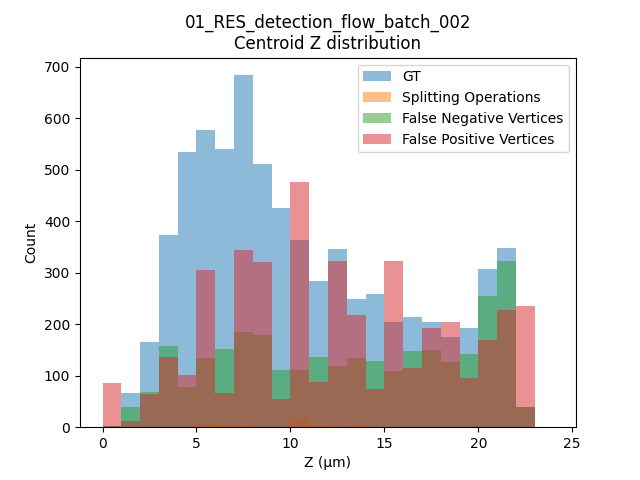 01_RES_detection_flow_batch_002
Centroid Z distribution
GT
Splitting Operations
False Negative Vertices
False Positive Vertices
700
600
500
400
300
200
100
0
Count
0 5 10 15 20 25
Z (μm)